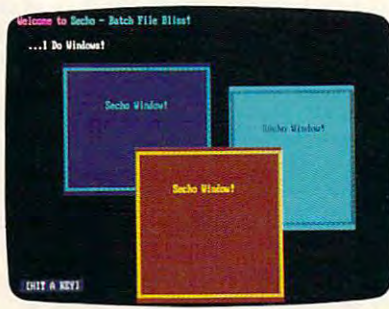 Welcome to Secho - Batch File Bliss!
...I Do Windows!
Secho Window!
Secho Window!
Secho Window!
[HIT A KEY]